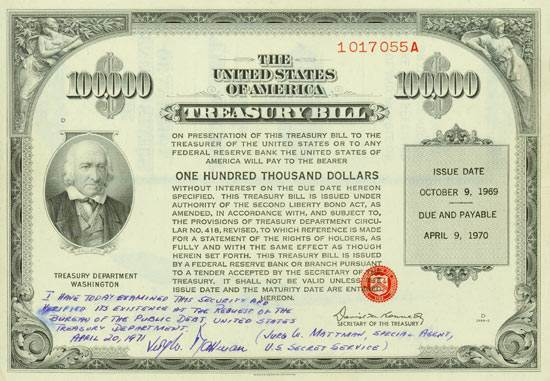 1017055A
100,000 100,000
THE
UNITED STATES
OF AMERICA
TREASURY BILL
ON PRESENTATION OF THIS TREASURY BILL TO THE
TREASURER OF THE UNITED STATES OR TO ANY
FEDERAL RESERVE BANK THE UNITED STATES OF
AMERICA WILL PAY TO THE BEARER
ONE HUNDRED THOUSAND DOLLARS
WITHOUT INTEREST ON THE DUE DATE HEREON
SPECIFIED. THIS TREASURY BILL IS ISSUED UNDER
AUTHORITY OF THE SECOND LIBERTY BOND ACT, AS
AMENDED, IN ACCORDANCE WITH, AND SUBJECT TO,
THE PROVISIONS OF TREASURY DEPARTMENT CIRCU-
LAR NO. 418, REVISED, TO WHICH REFERENCE IS MADE
FOR A STATEMENT OF THE RIGHTS OF HOLDERS, AS
FULLY AND WITH THE SAME EFFECT AS THOUGH
HEREIN SET FORTH. THIS TREASURY BILL IS ISSUED
BY A FEDERAL RESERVE BANK OR BRANCH PURSUANT
TO A TENDER ACCEPTED BY THE SECRETARY OF THE
TREASURY. IT SHALL NOT BE VALID UNLESS THE
ISSUE DATE AND THE MATURITY DATE ARE ENTERED
HEREON.
ISSUE DATE
OCTOBER 9, 1969
DUE AND PAYABLE
APRIL 9, 1970
TREASURY DEPARTMENT
WASHINGTON
D
SECRETARY OF THE TREASURY
D
I HAVE TODAY EXAMINED THIS SECURITY AND
VERIFIED ITS EXISTENCE AT THE REQUEST OF THE
BUREAU OF THE PUBLIC DEBT, UNITED STATES
TREASURY DEPARTMENT.
APRIL 20, 1971
(JURG W. MATTMAN, SPECIAL AGENT,
U.S. SECRET SERVICE)